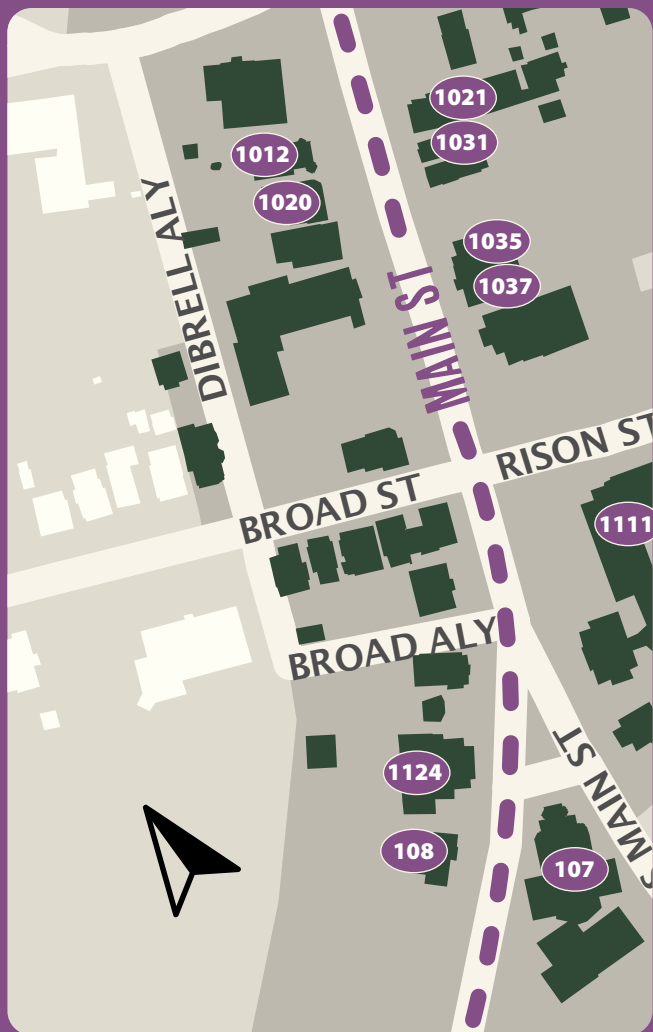 1021
1031
1012
1020
DIBRELL ALY
1035
1037
MAIN ST
RISON ST
BROAD ST
1111
BROAD ALY
1124
S MAIN ST
108
107